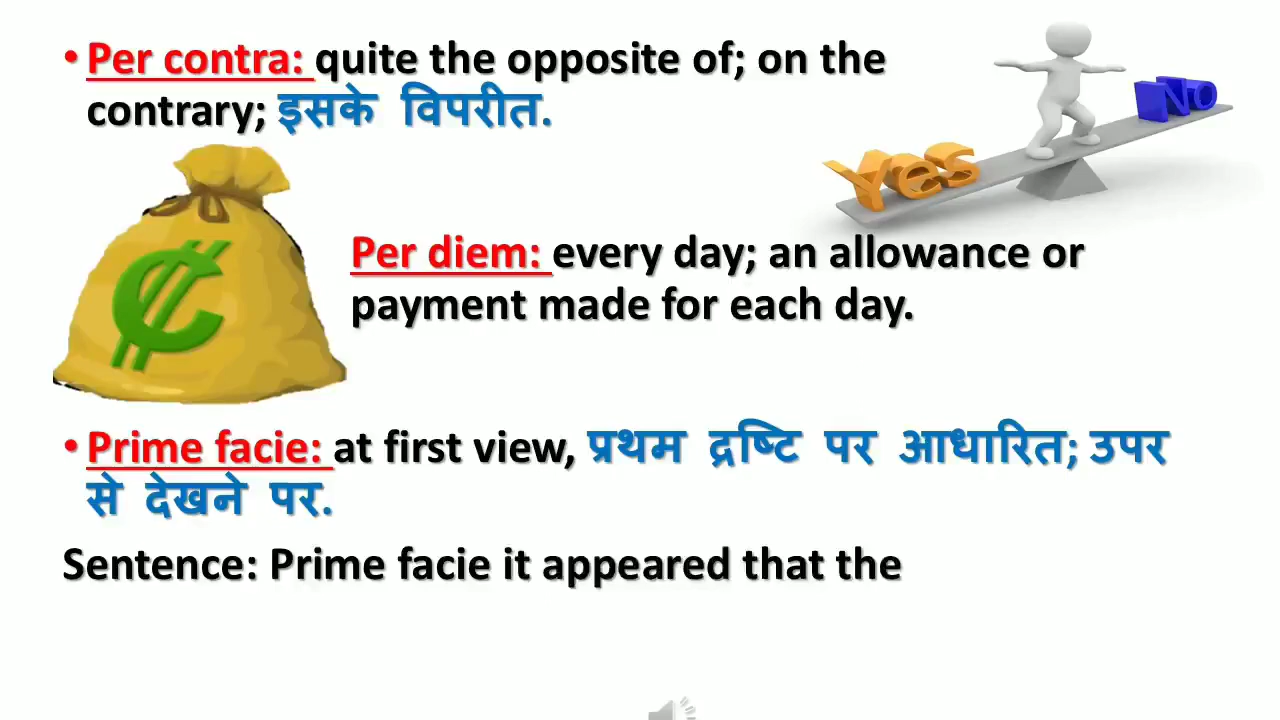 • Per contra: quite the opposite of; on the
contrary; इसके विपरीत.
No
Yes
Per diem: every day; an allowance or
payment made for each day.
₵
• Prime facie: at first view, प्रथम द्रष्टि पर आधारित; उपर
से देखने पर.
Sentence: Prime facie it appeared that the